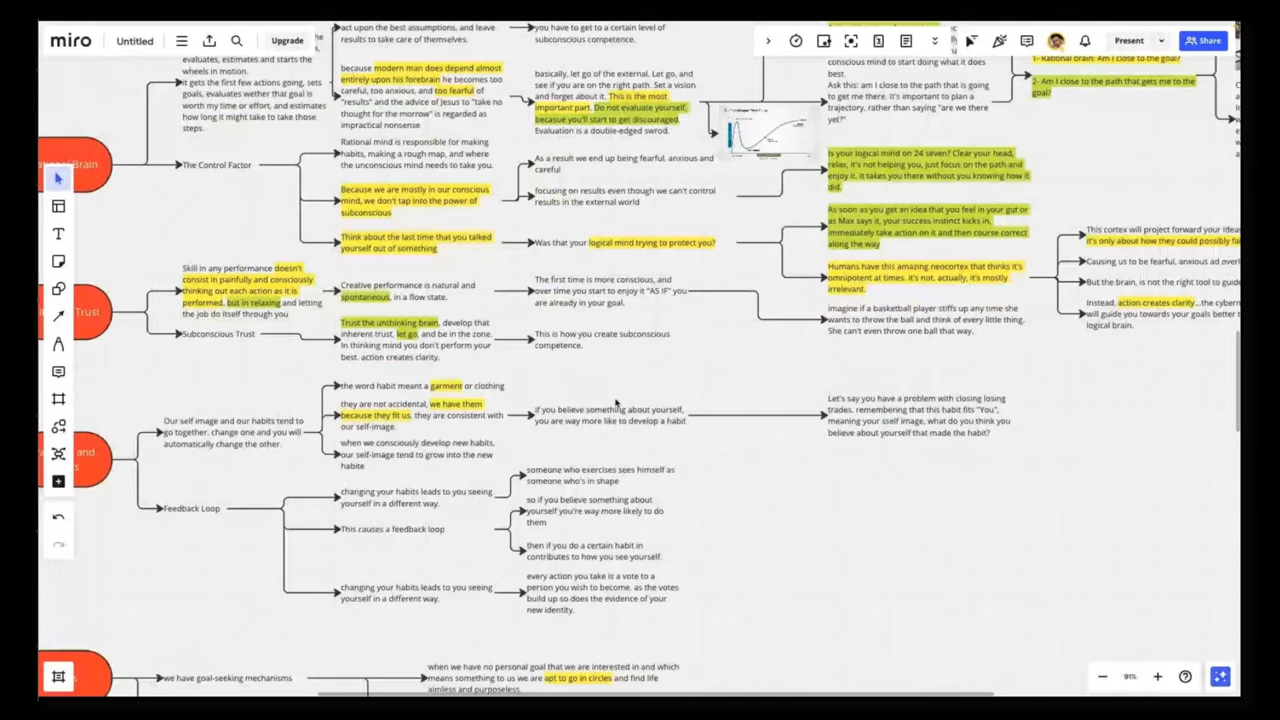 miro
Untitled
Upgrade
Present
Share
evaluates, estimates and starts the
wheels in motion.
it gets the first few actions going, sets
goals, evaluates wether that goal is
worth my time or effort, and estimates
how long it might take to take those
steps.
Brain
The Control Factor
act upon the best assumptions, and leave
results to take care of themselves.
because modern man does depend almost
entirely upon his forebrain he becomes too
careful, too anxious, and too fearful of
"results" and the advice of Jesus to "take no
thought for the morrow" is regarded as
impractical nonsense
Rational mind is responsible for making
habits, making a rough map, and where
the unconscious mind needs to take you.
Because we are mostly in our conscious
mind, we don't tap into the power of
subconscious
Think about the last time that you talked
yourself out of something
you have to get to a certain level of
subconscious competence.
basically, let go of the external. Let go, and
see if you are on the right path. Set a vision
and forget about it. This is the most
important part. Do not evaluate yourself,
because you'll start to get discouraged.
Evaluation is a double-edged swrod.
As a result we end up being fearful, anxious and
careful
focusing on results even though we can't control
results in the external world
Was that your logical mind trying to protect you?
conscious mind to start doing what it does
best.
Ask this: am I close to the path that is going
to get me there. It's important to plan a
trajectory, rather than saying "are we there
yet?"
1- Rational brain: Am I close to the goal?
2- Am I close to the path that gets me to the
goal?
Is your logical mind on 24 seven? Clear your head,
relax, it's not helping you, just focus on the path and
enjoy it. it takes you there without you knowing how it
did.
As soon as you get an idea that you feel in your gut or
as Max says it, your success instinct kicks in,
immediately take action on it and then course correct
along the way
Humans have this amazing neocortex that thinks it's
omnipotent at times. it's not. actually, it's mostly
irrelevant.
imagine if a basketball player stiffs up any time she
wants to throw the ball and think of every little thing.
She can't even throw one ball that way.
This cortex will project forward your ideas
it's only about how they could possibly fa
Causing us to be fearful, anxious ad over
But the brain, is not the right tool to guide
Instead, action creates clarity...the cybern
will guide you towards your goals better t
logical brain.
Trust
Skill in any performance doesn't
consist in painfully and consciously
thinking out each action as it is
performed, but in relaxing and letting
the job do itself through you
Subconscious Trust
Creative performance is natural and
spontaneous, in a flow state.
Trust the unthinking brain, develop that
inherent trust, let go, and be in the zone.
In thinking mind you don't perform your
best. action creates clarity.
The first time is more conscious, and
over time you start to enjoy it "AS IF" you
are already in your goal.
This is how you create subconscious
competence.
and
Our self image and our habits tend to
go together. change one and you will
automatically change the other.
Feedback Loop
the word habit meant a garment or clothing
they are not accidental, we have them
because they fit us. they are consistent with
our self-image.
when we consciously develop new habits,
our self-image tend to grow into the new
habite
if you believe something about yourself,
you are way more like to develop a habit
Let's say you have a problem with closing losing
trades. remembering that this habit fits "You",
meaning your sself image, what do you think you
believe about yourself that made the habit?
changing your habits leads to you seeing
yourself in a different way.
This causes a feedback loop
changing your habits leads to you seeing
yourself in a different way.
someone who exercises sees himself as
someone who's in shape
so if you believe something about
yourself you're way more likely to do
them
then if you do a certain habit in
contributes to how you see yourself.
every action you take is a vote to a
person you wish to become. as the votes
build up so does the evidence of your
new identity.
we have goal-seeking mechanisms
when we have no personal goal that we are interested in and which
means something to us we are apt to go in circles and find life
aimless and purposeless.
91%